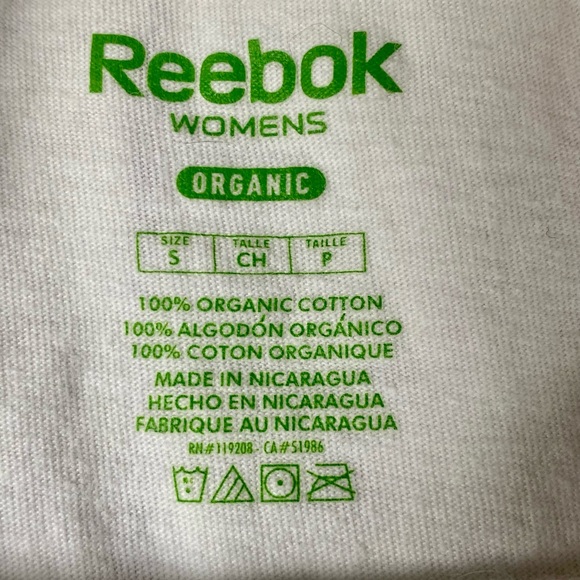 Reebok
WOMENS
ORGANIC
SIZE TALLE TAILLE
S CH P
100% ORGANIC COTTON
100% ALGODÓN ORGÁNICO
100% COTON ORGANIQUE
MADE IN NICARAGUA
HECHO EN NICARAGUA
FABRIQUE AU NICARAGUA
RN#119208 - CA#51986